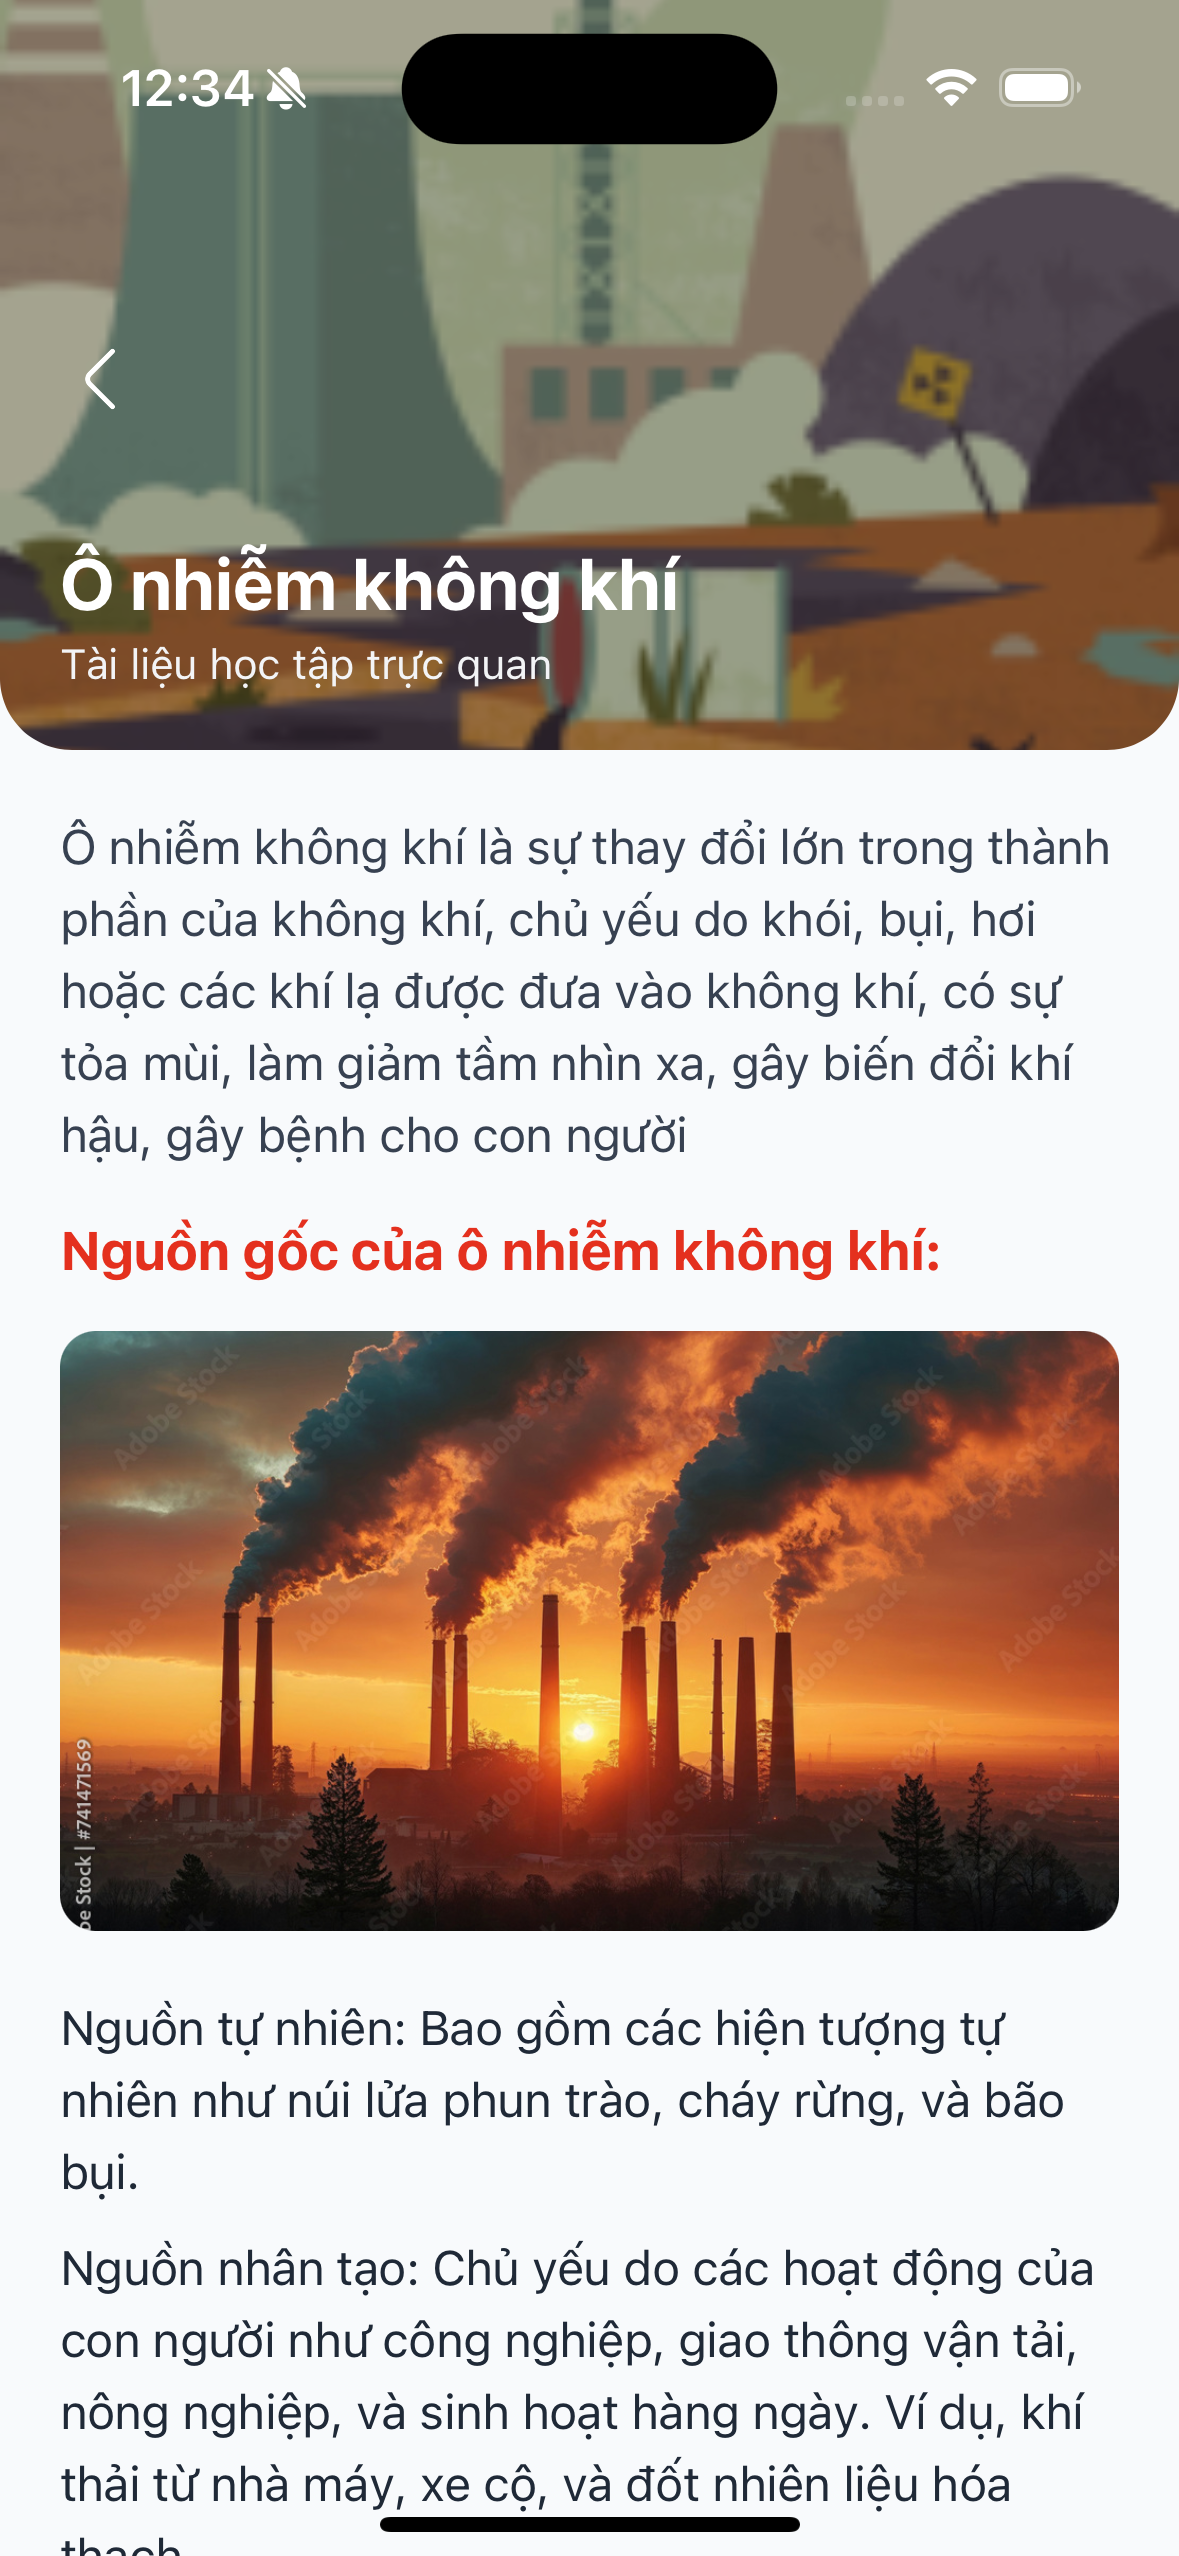 12:34
Ô nhiễm không khí
Tài liệu học tập trực quan
Ô nhiễm không khí là sự thay đổi lớn trong thành
phần của không khí, chủ yếu do khói, bụi, hơi
hoặc các khí lạ được đưa vào không khí, có sự
tỏa mùi, làm giảm tầm nhìn xa, gây biến đổi khí
hậu, gây bệnh cho con người
Nguồn gốc của ô nhiễm không khí:
Adobe Stock
be Stock | #741471569
Nguồn tự nhiên: Bao gồm các hiện tượng tự
nhiên như núi lửa phun trào, cháy rừng, và bão
bụi.
Nguồn nhân tạo: Chủ yếu do các hoạt động của
con người như công nghiệp, giao thông vận tải,
nông nghiệp, và sinh hoạt hàng ngày. Ví dụ, khí
thải từ nhà máy, xe cộ, và đốt nhiên liệu hóa